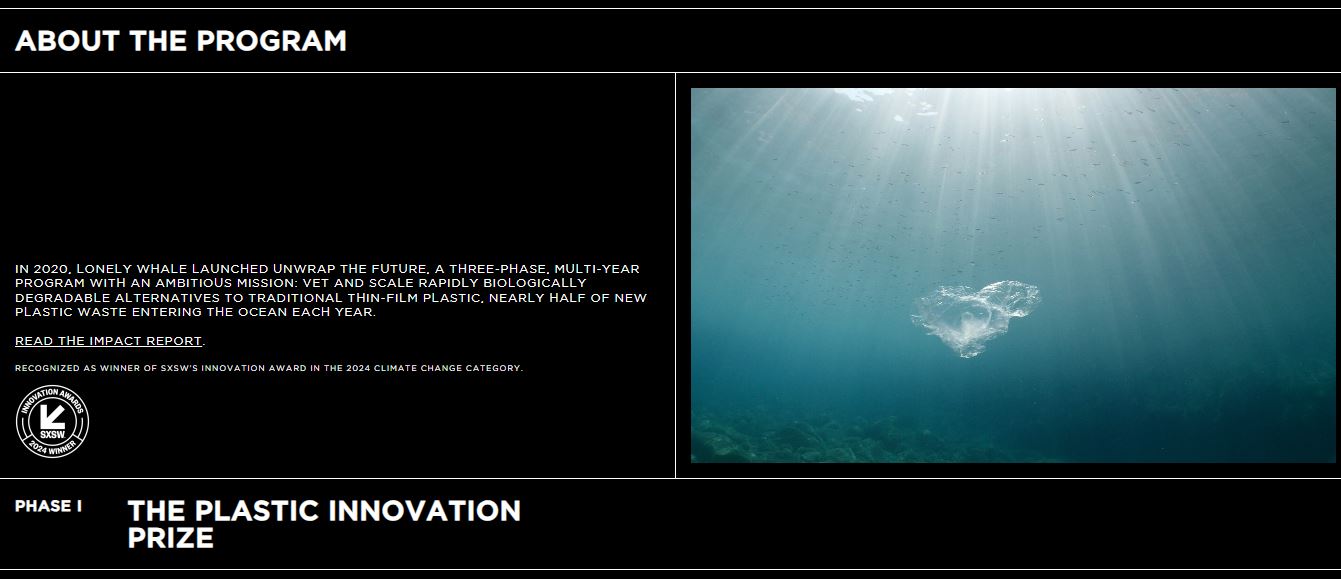 ABOUT THE PROGRAM
IN 2020, LONELY WHALE LAUNCHED UNWRAP THE FUTURE, A THREE-PHASE, MULTI-YEAR
PROGRAM WITH AN AMBITIOUS MISSION: VET AND SCALE RAPIDLY BIOLOGICALLY
DEGRADABLE ALTERNATIVES TO TRADITIONAL THIN-FILM PLASTIC, NEARLY HALF OF NEW
PLASTIC WASTE ENTERING THE OCEAN EACH YEAR.
READ THE IMPACT REPORT.
RECOGNIZED AS WINNER OF SXSW'S INNOVATION AWARD IN THE 2024 CLIMATE CHANGE CATEGORY.
INNOVATION AWARDS
SXSW
2024 WINNER
PHASE I
THE PLASTIC INNOVATION
PRIZE